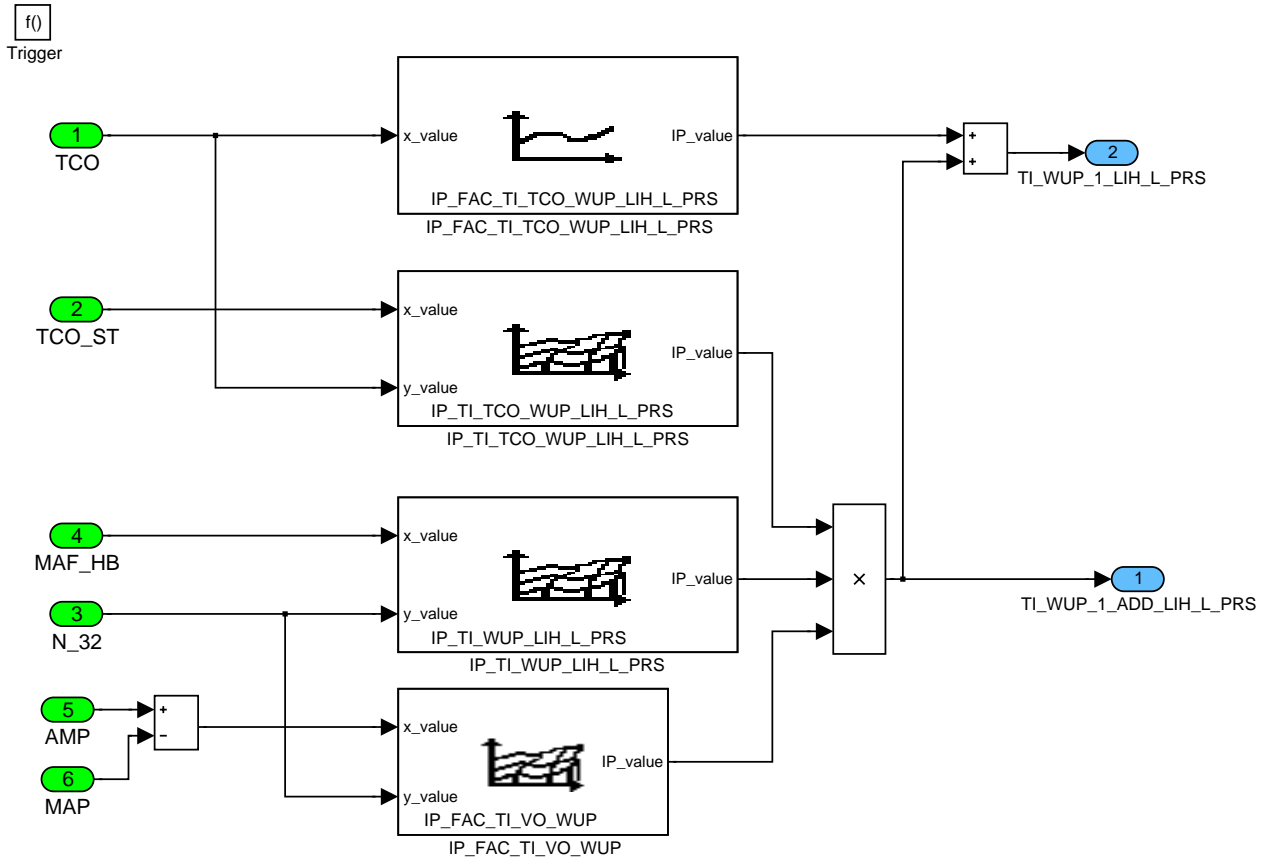 f()
Trigger
1
TCO
x_value
IP_value
IP_FAC_TI_TCO_WUP_LIH_L_PRS
IP_FAC_TI_TCO_WUP_LIH_L_PRS
+
+
2
TI_WUP_1_LIH_L_PRS
2
TCO_ST
x_value
y_value
IP_value
IP_TI_TCO_WUP_LIH_L_PRS
IP_TI_TCO_WUP_LIH_L_PRS
4
MAF_HB
3
N_32
x_value
y_value
IP_value
IP_TI_WUP_LIH_L_PRS
IP_TI_WUP_LIH_L_PRS
×
1
TI_WUP_1_ADD_LIH_L_PRS
5
AMP
6
MAP
+
−
x_value
y_value
IP_value
IP_FAC_TI_VO_WUP
IP_FAC_TI_VO_WUP